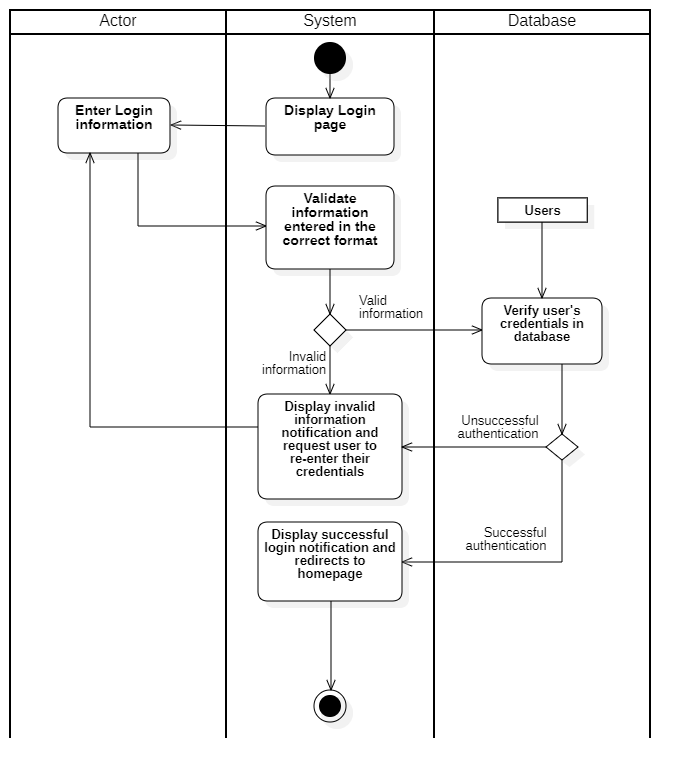 Actor
System
Database
Display Login
page
Enter Login
information
Validate
information
entered in the
correct format
Users
Valid
information
Verify user's
credentials in
database
Invalid
information
Display invalid
information
notification and
request user to
re-enter their
credentials
Unsuccessful
authentication
Successful
authentication
Display successful
login notification and
redirects to
homepage